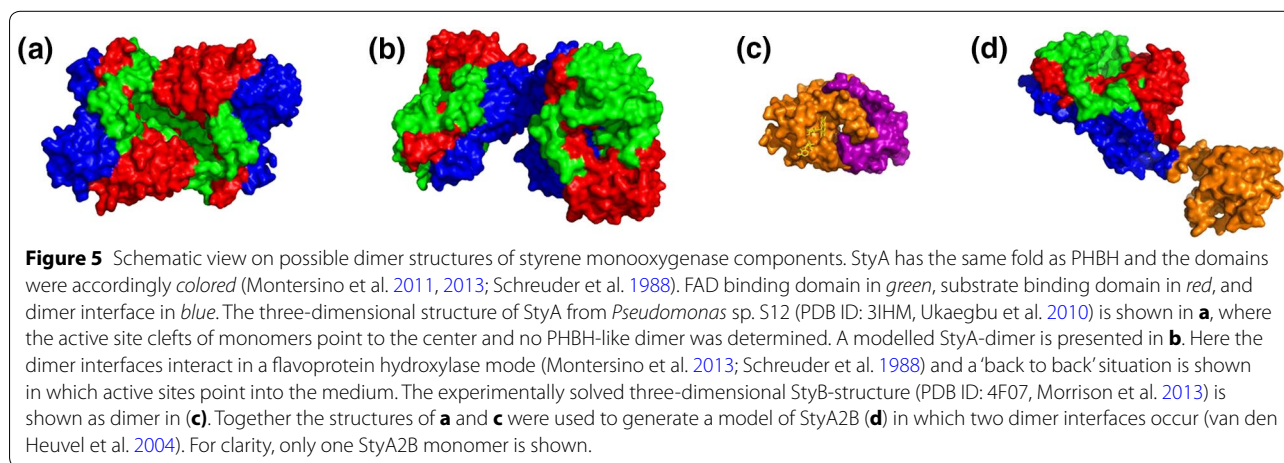 (a) (b) (c) (d)
Figure 5 Schematic view on possible dimer structures of styrene monooxygenase components. StyA has the same fold as PHBH and the domains
were accordingly colored (Montersino et al. 2011, 2013; Schreuder et al. 1988). FAD binding domain in green, substrate binding domain in red, and
dimer interface in blue. The three-dimensional structure of StyA from Pseudomonas sp. S12 (PDB ID: 3IHM, Ukaegbu et al. 2010) is shown in a, where
the active site clefts of monomers point to the center and no PHBH-like dimer was determined. A modelled StyA-dimer is presented in b. Here the
dimer interfaces interact in a flavoprotein hydroxylase mode (Montersino et al. 2013; Schreuder et al. 1988) and a ‘back to back’ situation is shown
in which active sites point into the medium. The experimentally solved three-dimensional StyB-structure (PDB ID: 4F07, Morrison et al. 2013) is
shown as dimer in (c). Together the structures of a and c were used to generate a model of StyA2B (d) in which two dimer interfaces occur (van den
Heuvel et al. 2004). For clarity, only one StyA2B monomer is shown.